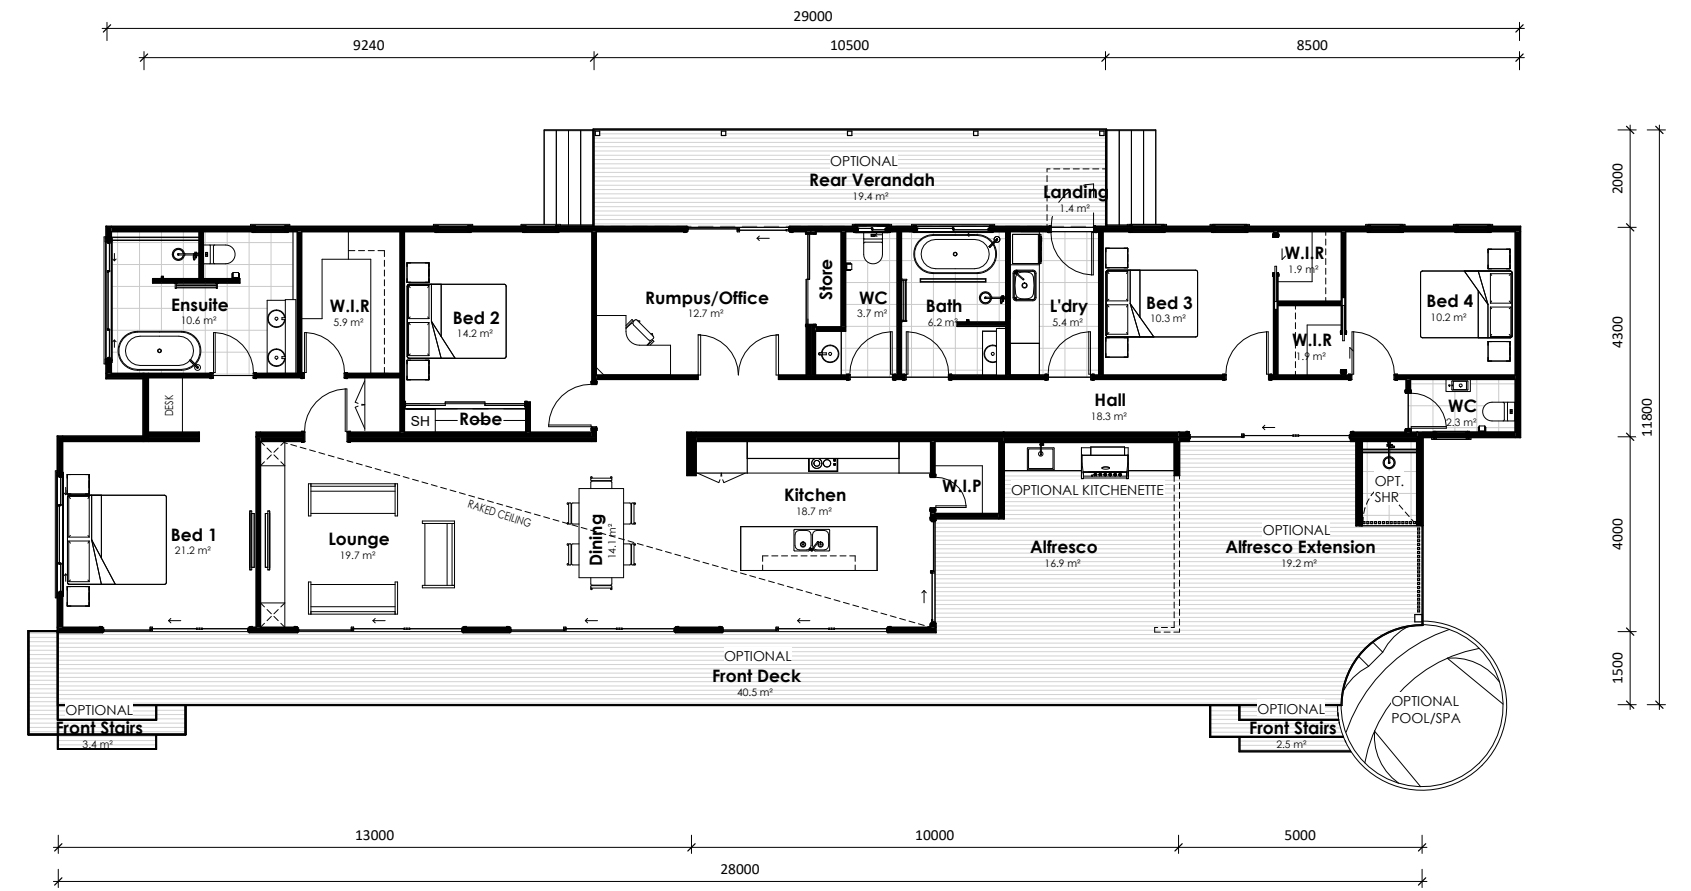 29000
9240
10500
8500
OPTIONAL
Rear Verandah
19.4 m²
Landing
1.4 m²
2000
4300
11800
4000
1500
Ensuite
10.6 m²
W.I.R
5.9 m²
Bed 2
14.2 m²
Rumpus/Office
12.7 m²
Store
WC
3.7 m²
Bath
6.2 m²
L'dry
5.4 m²
Bed 3
10.3 m²
W.I.R
1.9 m²
W.I.R
1.9 m²
Bed 4
10.2 m²
DESK
SH
Robe
Hall
18.3 m²
WC
2.3 m²
Bed 1
21.2 m²
Lounge
19.7 m²
RAKED CEILING
Dining
14.1 m²
Kitchen
18.7 m²
W.I.P
OPTIONAL KITCHENETTE
Alfresco
16.9 m²
OPTIONAL
Alfresco Extension
19.2 m²
OPT.
SHR
OPTIONAL
Front Deck
40.5 m²
OPTIONAL
Front Stairs
3.4 m²
OPTIONAL
Front Stairs
2.5 m²
OPTIONAL
POOL/SPA
13000
10000
5000
28000